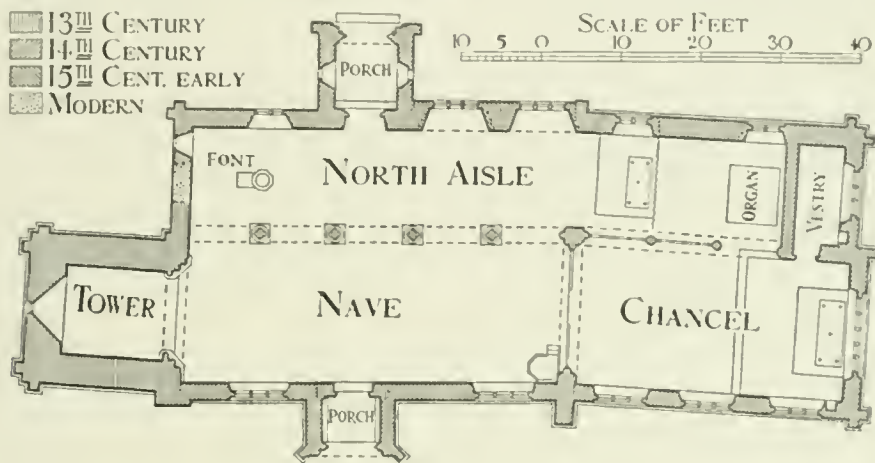 13TH CENTURY
14TH CENTURY
15TH CENT. EARLY
MODERN
SCALE OF FEET
10 5 0 10 20 30 40
PORCH
FONT
NORTH AISLE
ORGAN
VESTRY
TOWER
NAVE
CHANCEL
PORCH